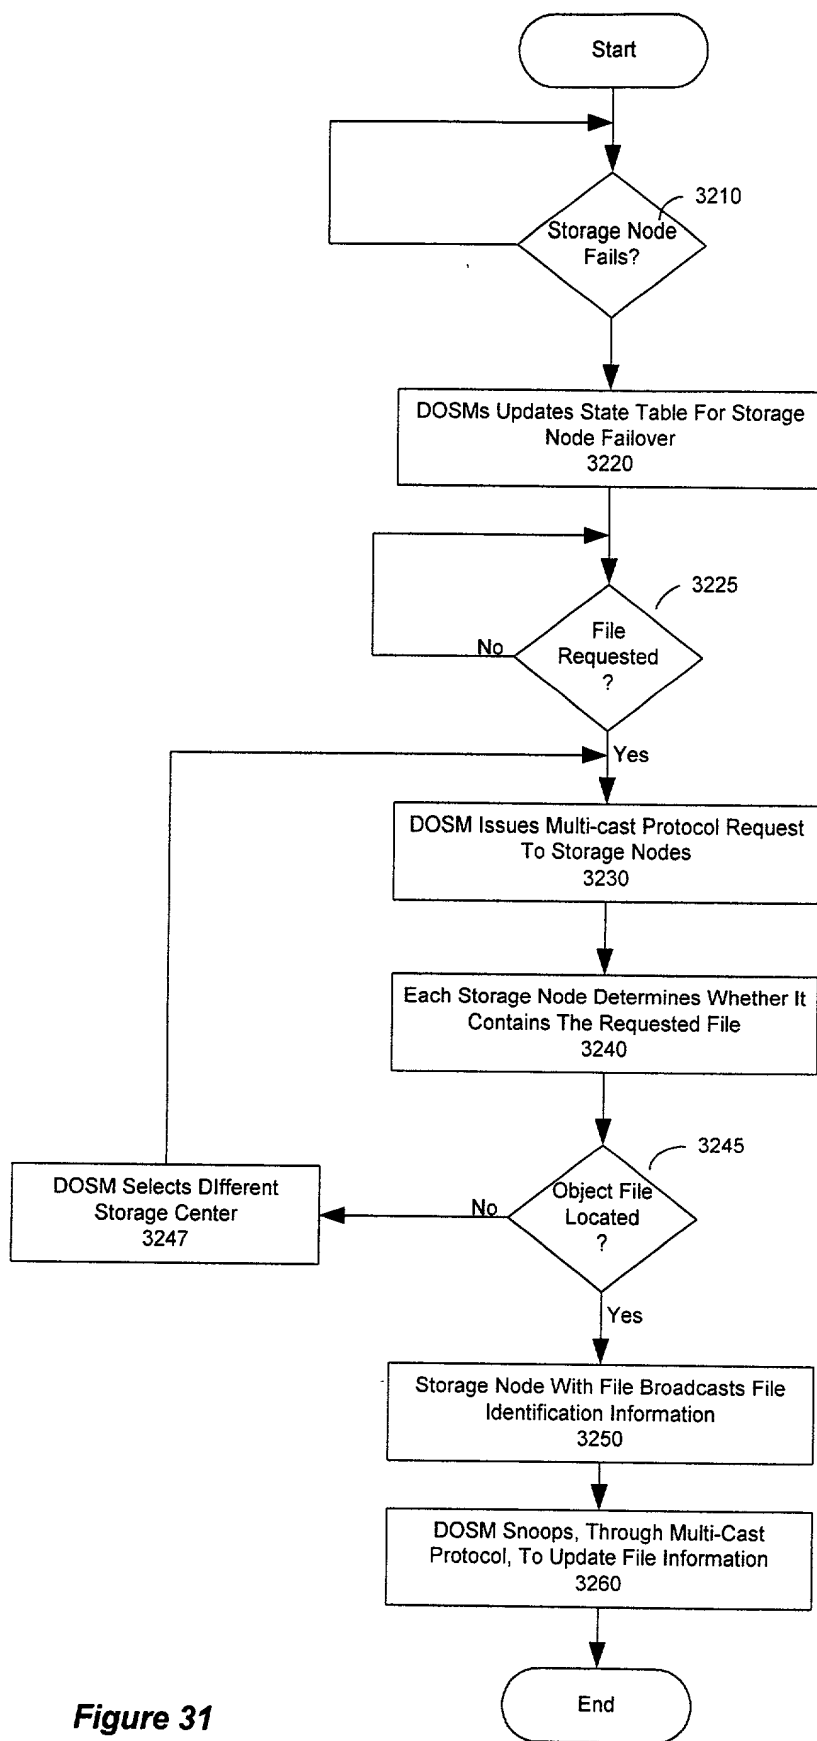 Start
3210
Storage Node
Fails?
DOSMs Updates State Table For Storage
Node Failover
3220
3225
File
Requested
?
No
Yes
DOSM Issues Multi-cast Protocol Request
To Storage Nodes
3230
Each Storage Node Determines Whether It
Contains The Requested File
3240
3245
Object File
Located
?
No
DOSM Selects DIfferent
Storage Center
3247
Yes
Storage Node With File Broadcasts File
Identification Information
3250
DOSM Snoops, Through Multi-Cast
Protocol, To Update File Information
3260
End
Figure 31